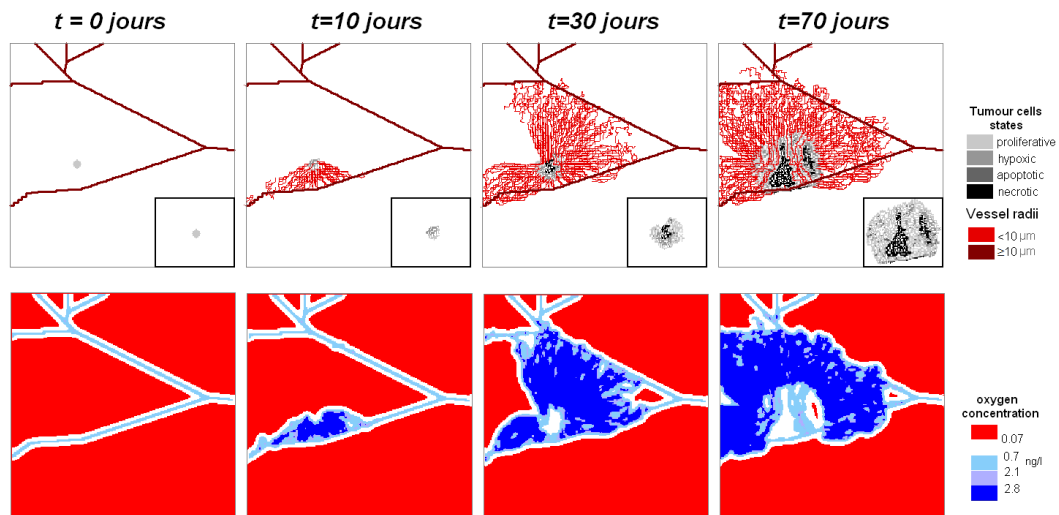 t = 0 jours
t=10 jours
t=30 jours
t=70 jours
Tumour cells
states
proliferative
hypoxic
apoptotic
necrotic
Vessel radii
<10 µm
≥10 µm
oxygen
concentration
0.07
0.7
ng/l
2.1
2.8